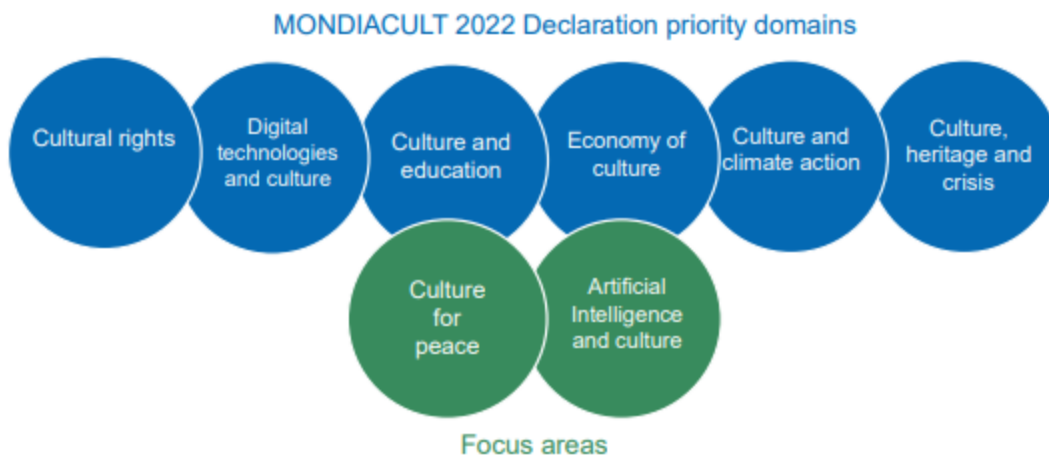 MONDIACULT 2022 Declaration priority domains
Cultural rights
Digital
technologies
and culture
Culture and
education
Economy of
culture
Culture and
climate action
Culture,
heritage and
crisis
Culture
for
peace
Artificial
Intelligence
and culture
Focus areas